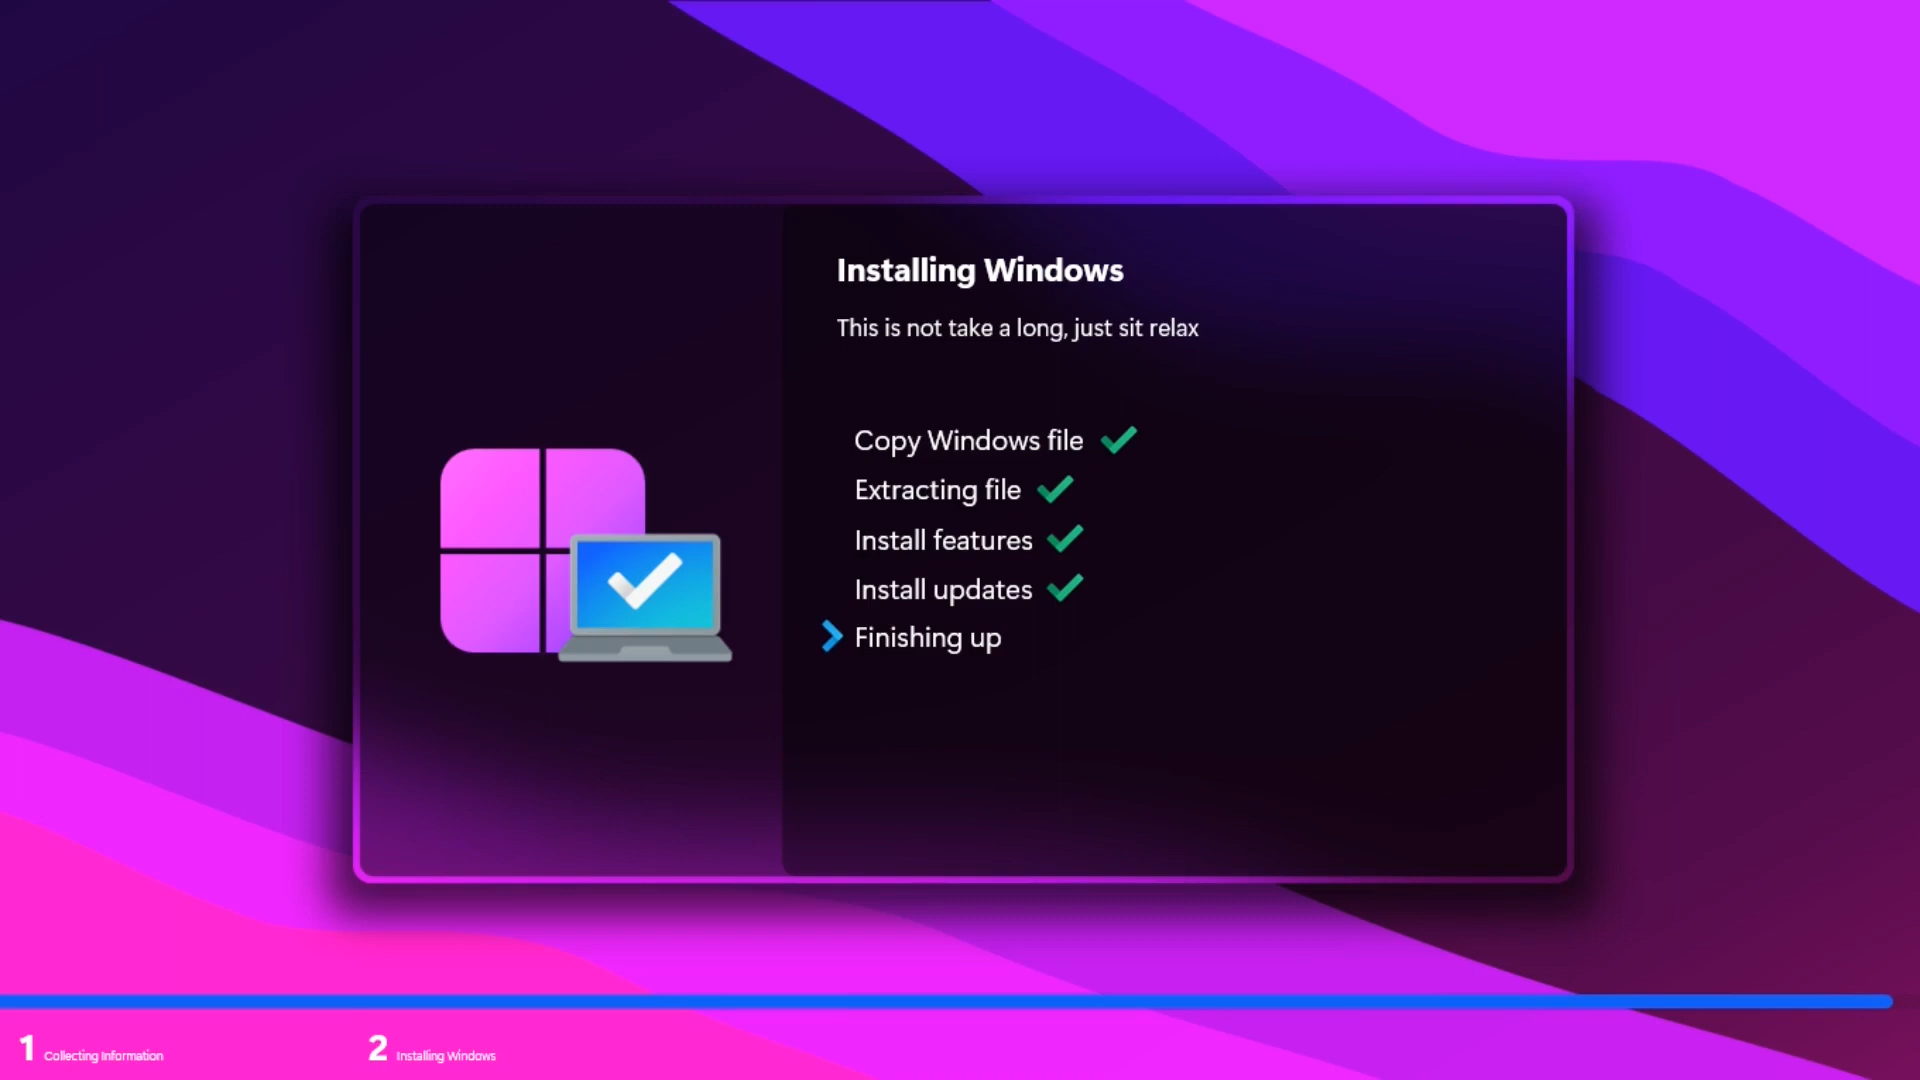 Installing Windows
This is not take a long, just sit relax
Copy Windows file
Extracting file
Install features
Install updates
Finishing up
1 Collecting Information
2 Installing Windows